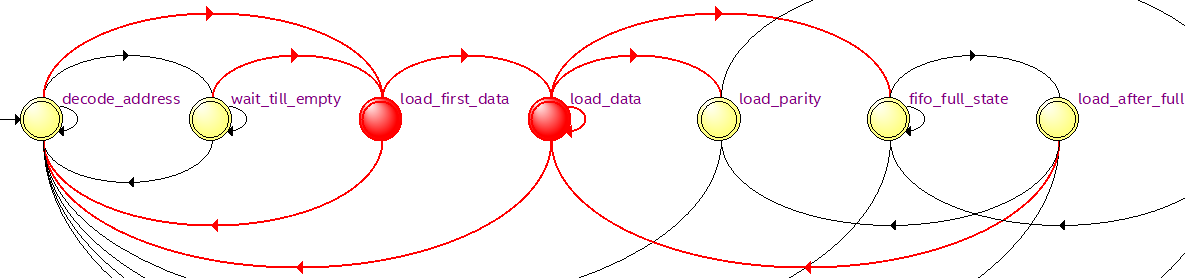 decode_address
wait_till_empty
load_first_data
load_data
load_parity
fifo_full_state
load_after_full